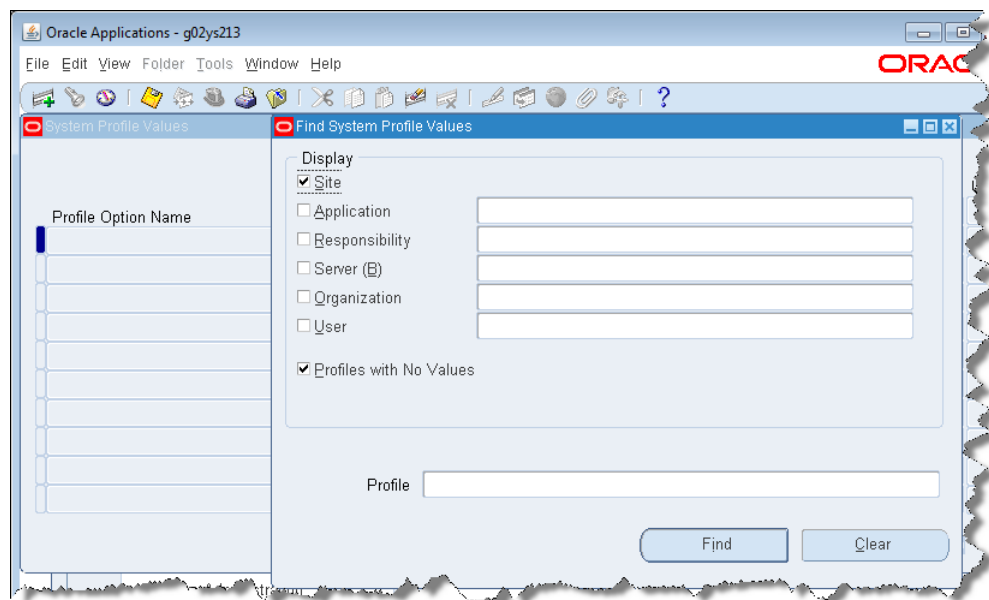 Oracle Applications - g02ys213
File Edit View Folder Tools Window Help
ORAC
System Profile Values
Find System Profile Values
Display
Site
Application
Profile Option Name
Responsibility
Server (B)
Organization
User
Profiles with No Values
Profile
Find Clear